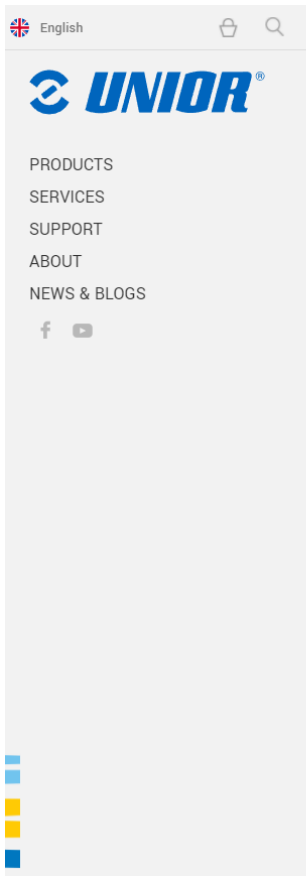 English
UNIOR®
PRODUCTS
SERVICES
SUPPORT
ABOUT
NEWS & BLOGS